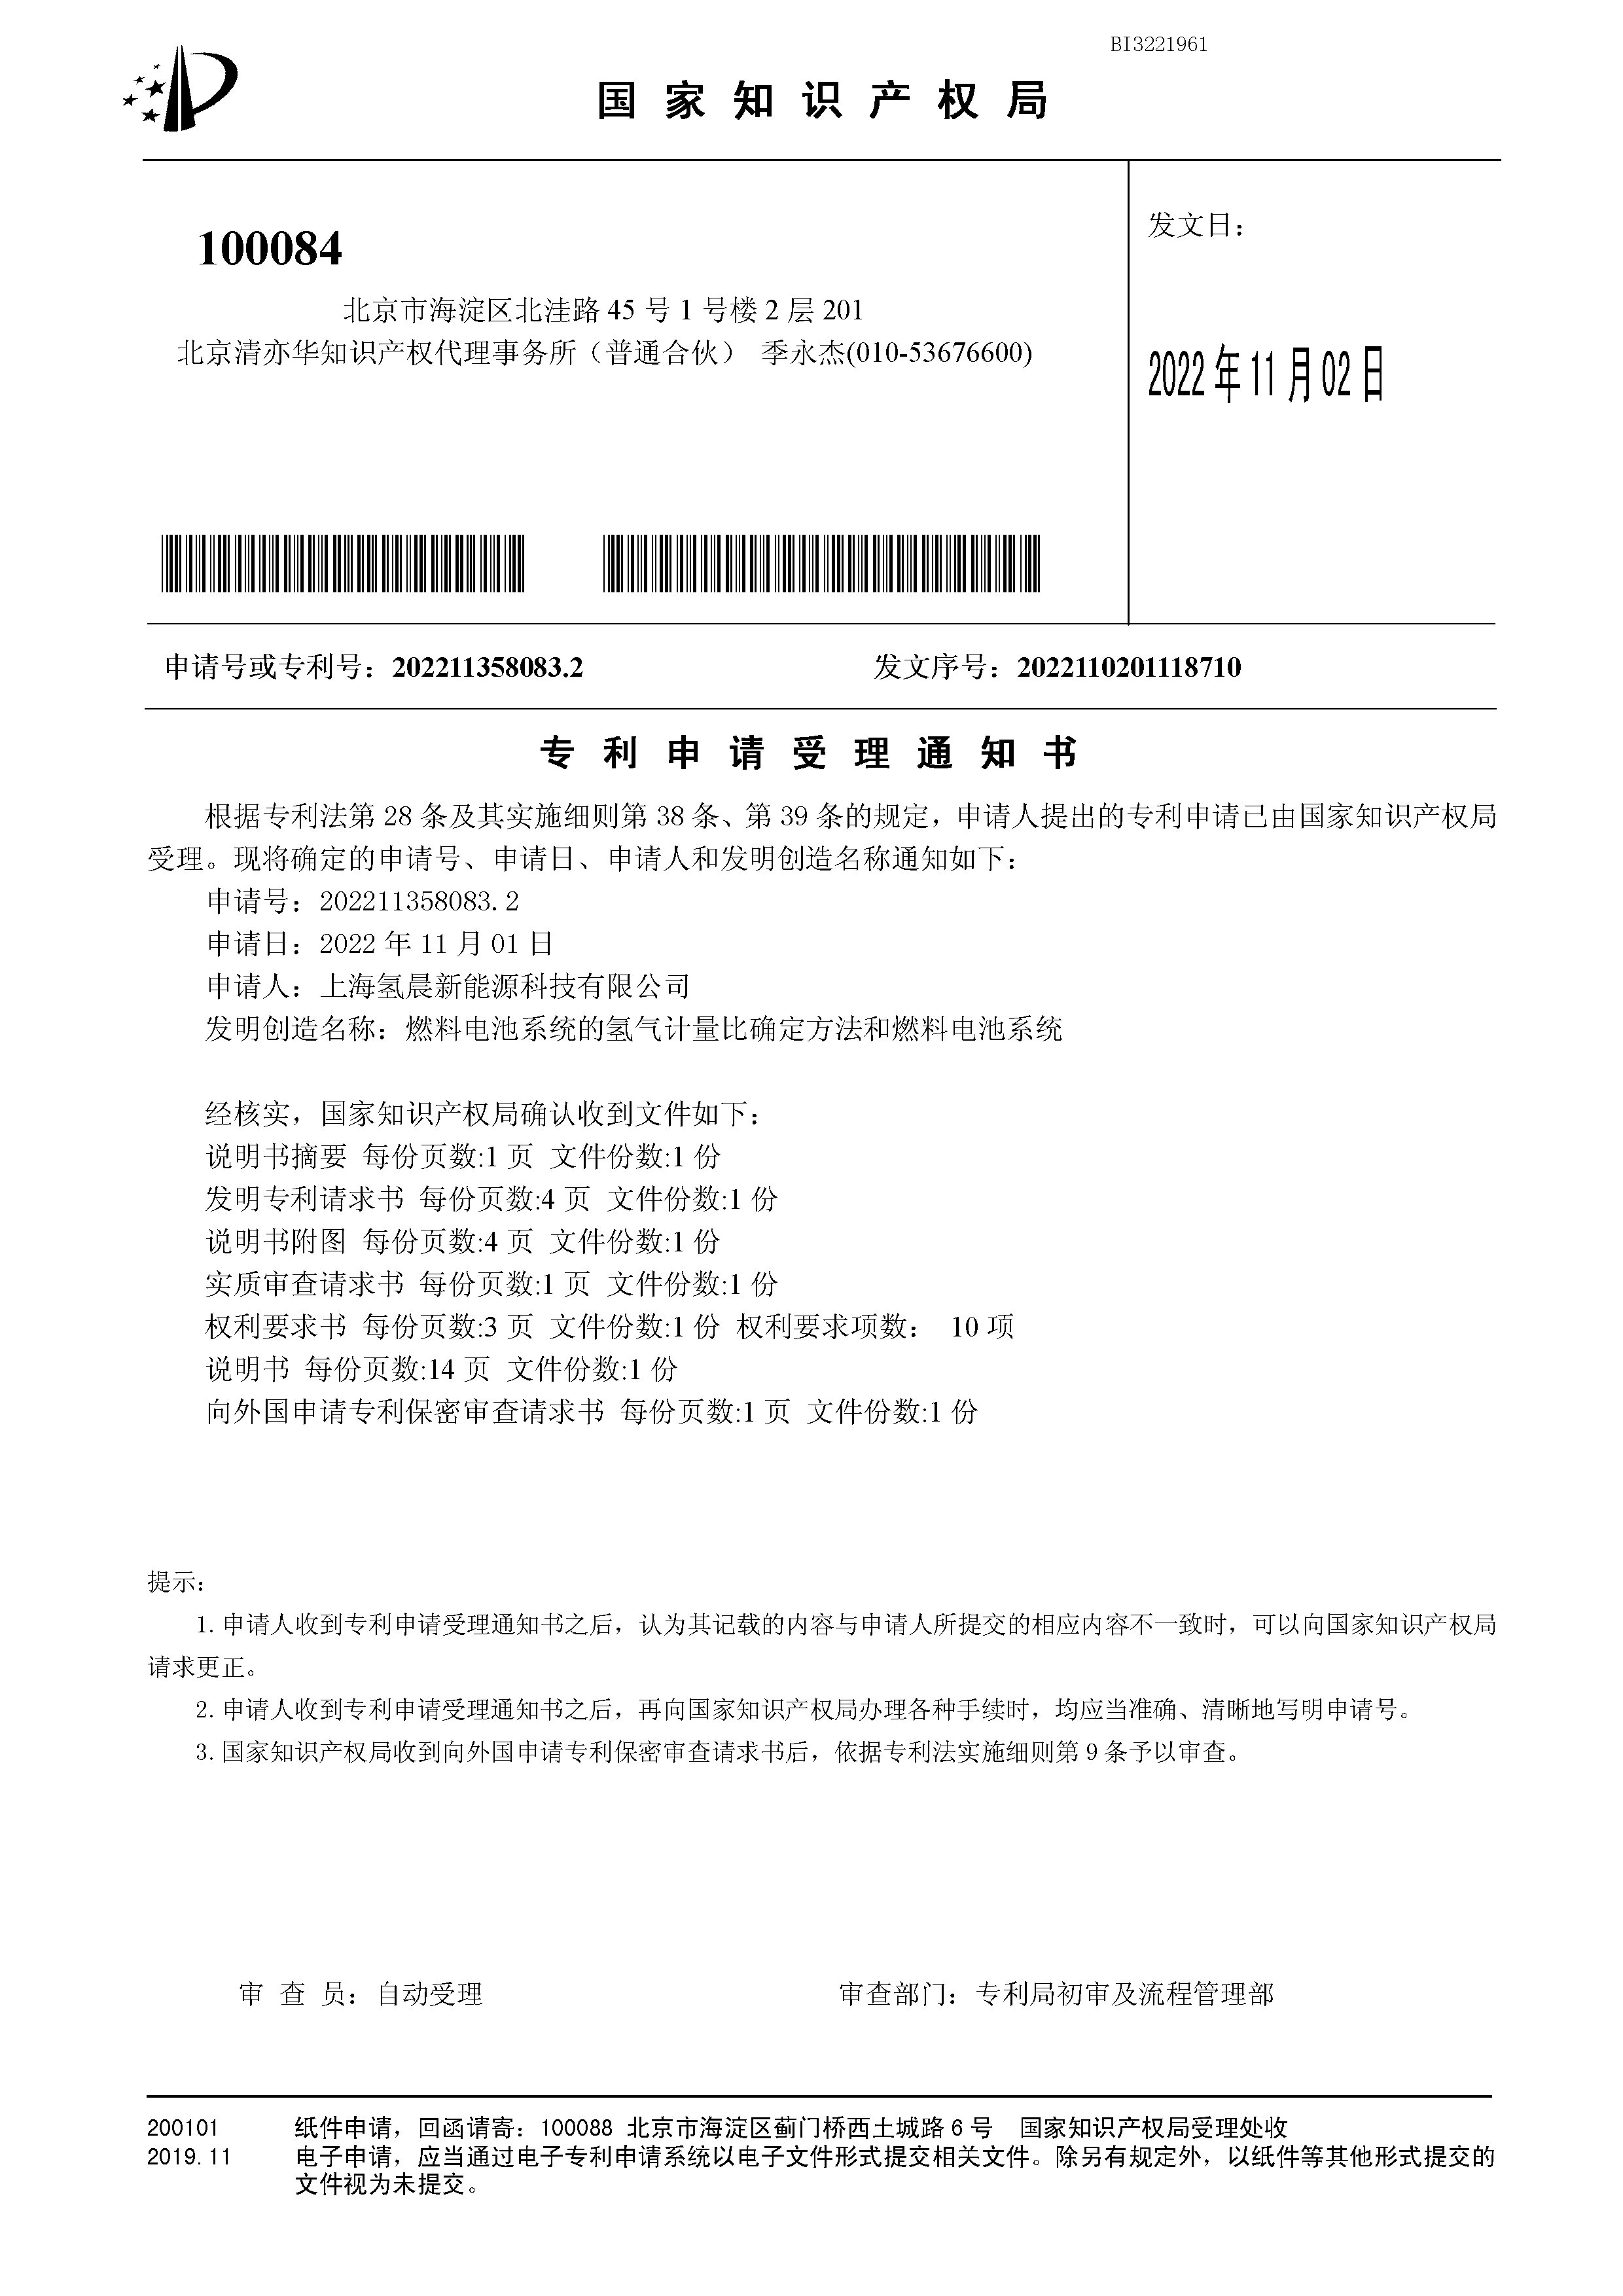 BI3221961
国家知识产权局
100084
北京市海淀区北洼路 45 号 1 号楼 2 层 201
北京清亦华知识产权代理事务所（普通合伙） 季永杰(010-53676600)
发文日：
2022 年 11 月 02 日
申请号或专利号：202211358083.2
发文序号：2022110201118710
专利申请受理通知书
根据专利法第 28 条及其实施细则第 38 条、第 39 条的规定，申请人提出的专利申请已由国家知识产权局
受理。现将确定的申请号、申请日、申请人和发明创造名称通知如下：
申请号：202211358083.2
申请日：2022 年 11 月 01 日
申请人：上海氢晨新能源科技有限公司
发明创造名称：燃料电池系统的氢气计量比确定方法和燃料电池系统
经核实，国家知识产权局确认收到文件如下：
说明书摘要 每份页数:1 页 文件份数:1 份
发明专利请求书 每份页数:4 页 文件份数:1 份
说明书附图 每份页数:4 页 文件份数:1 份
实质审查请求书 每份页数:1 页 文件份数:1 份
权利要求书 每份页数:3 页 文件份数:1 份 权利要求项数： 10 项
说明书 每份页数:14 页 文件份数:1 份
向外国申请专利保密审查请求书 每份页数:1 页 文件份数:1 份
提示：
1. 申请人收到专利申请受理通知书之后，认为其记载的内容与申请人所提交的相应内容不一致时，可以向国家知识产权局
请求更正。
2. 申请人收到专利申请受理通知书之后，再向国家知识产权局办理各种手续时，均应当准确、清晰地写明申请号。
3. 国家知识产权局收到向外国申请专利保密审查请求书后，依据专利法实施细则第 9 条予以审查。
审 查 员：自动受理
审查部门：专利局初审及流程管理部
200101 纸件申请，回函请寄：100088 北京市海淀区蓟门桥西土城路 6 号 国家知识产权局受理处收
2019.11 电子申请，应当通过电子专利申请系统以电子文件形式提交相关文件。除另有规定外，以纸件等其他形式提交的
文件视为未提交。